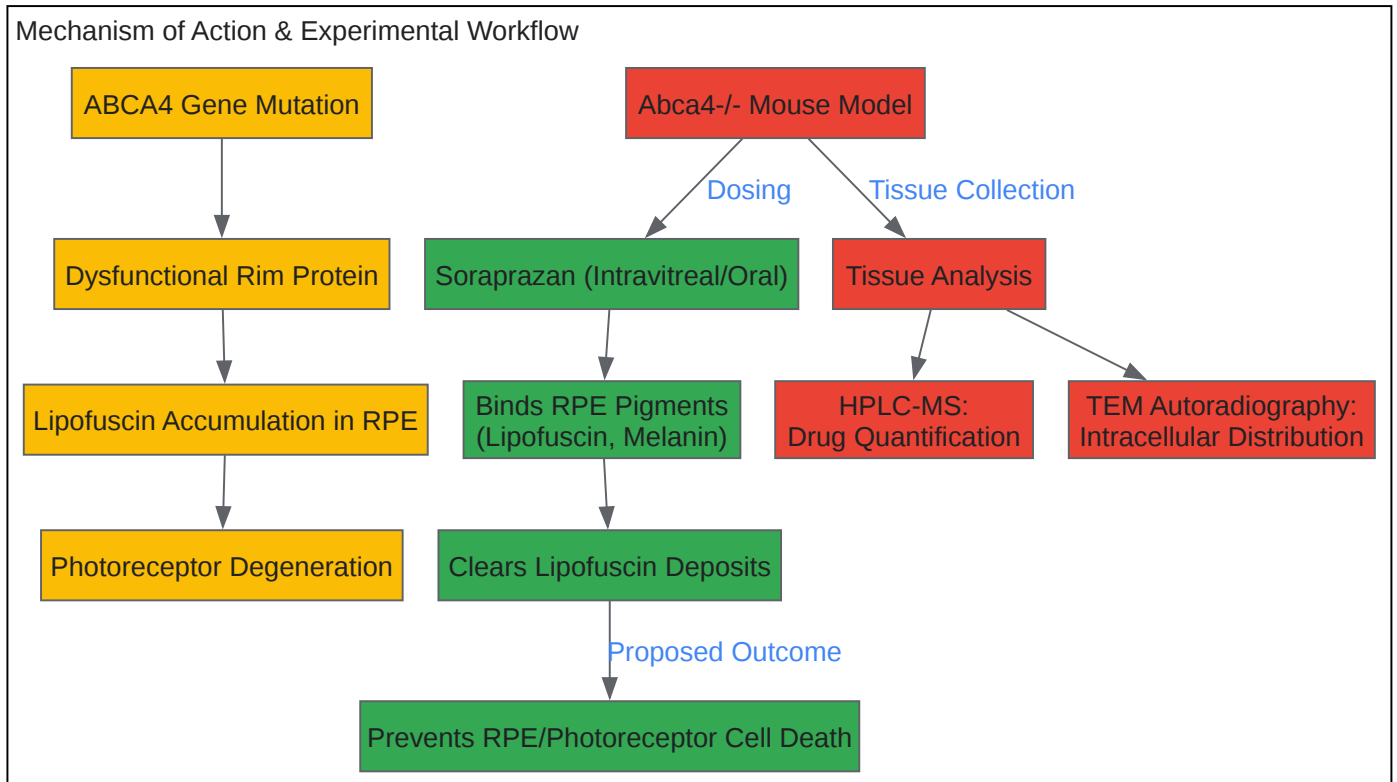 Mechanism of Action & Experimental Workflow
ABCA4 Gene Mutation
Abca4-/- Mouse Model
Dosing
Tissue Collection
Dysfunctional Rim Protein
Soraprazan (Intravitreal/Oral)
Tissue Analysis
Lipofuscin Accumulation in RPE
Binds RPE Pigments
(Lipofuscin, Melanin)
HPLC-MS:
Drug Quantification
TEM Autoradiography:
Intracellular Distribution
Photoreceptor Degeneration
Clears Lipofuscin Deposits
Proposed Outcome
Prevents RPE/Photoreceptor Cell Death